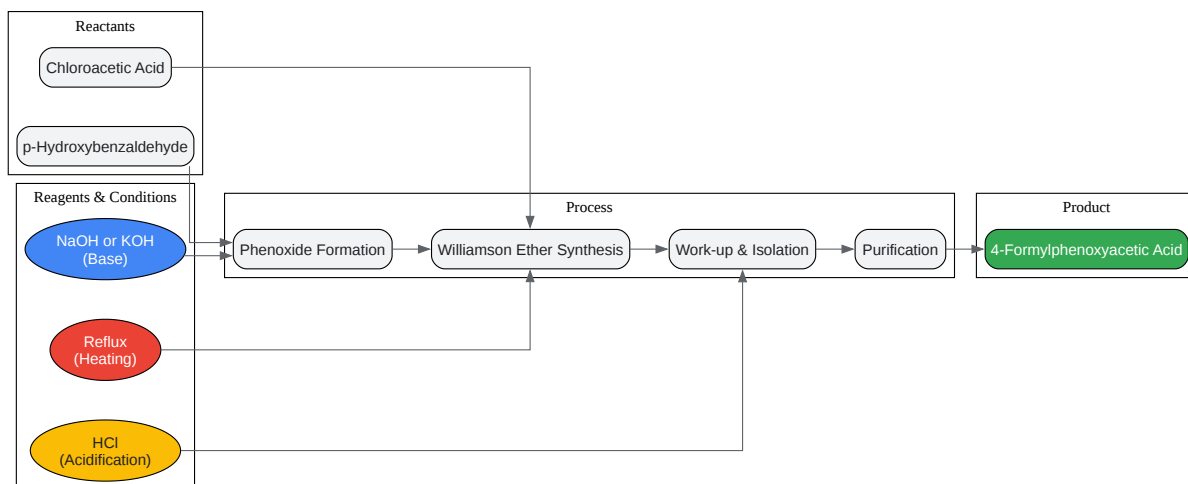 Reactants
Chloroacetic Acid
p-Hydroxybenzaldehyde
Reagents & Conditions
NaOH or KOH
(Base)
Reflux
(Heating)
HCl
(Acidification)
Process
Phenoxide Formation
Williamson Ether Synthesis
Work-up & Isolation
Purification
Product
4-Formylphenoxyacetic Acid